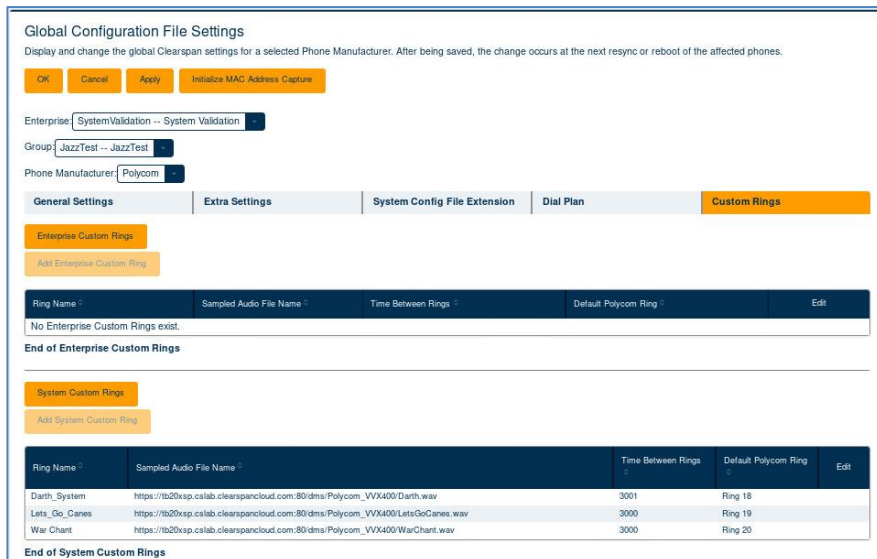 Global Configuration File Settings
Display and change the global Clearspan settings for a selected Phone Manufacturer. After being saved, the change occurs at the next resync or reboot of the affected phones.
OK Cancel Apply Initialize MAC Address Capture
Enterprise: SystemValidation -- System Validation
Group: JazzTest -- JazzTest
Phone Manufacturer: Polycom
General Settings Extra Settings System Config File Extension Dial Plan Custom Rings
Enterprise Custom Rings
Add Enterprise Custom Ring
Ring Name Sampled Audio File Name Time Between Rings Default Polycom Ring Edit
No Enterprise Custom Rings exist.
End of Enterprise Custom Rings
System Custom Rings
Add System Custom Ring
Ring Name Sampled Audio File Name Time Between Rings Default Polycom Ring Edit
Darth_System https://tb20xsp.cslab.clearspancloud.com:80/dms/Polycom_VVX400/Darth.wav 3001 Ring 18
Lets_Go_Canes https://tb20xsp.cslab.clearspancloud.com:80/dms/Polycom_VVX400/LetsGoCanes.wav 3000 Ring 19
War Chant https://tb20xsp.cslab.clearspancloud.com:80/dms/Polycom_VVX400/WarChant.wav 3000 Ring 20
End of System Custom Rings